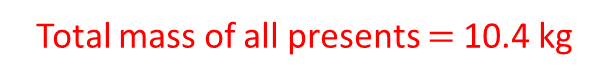 Total mass of all presents = 10.4 kg